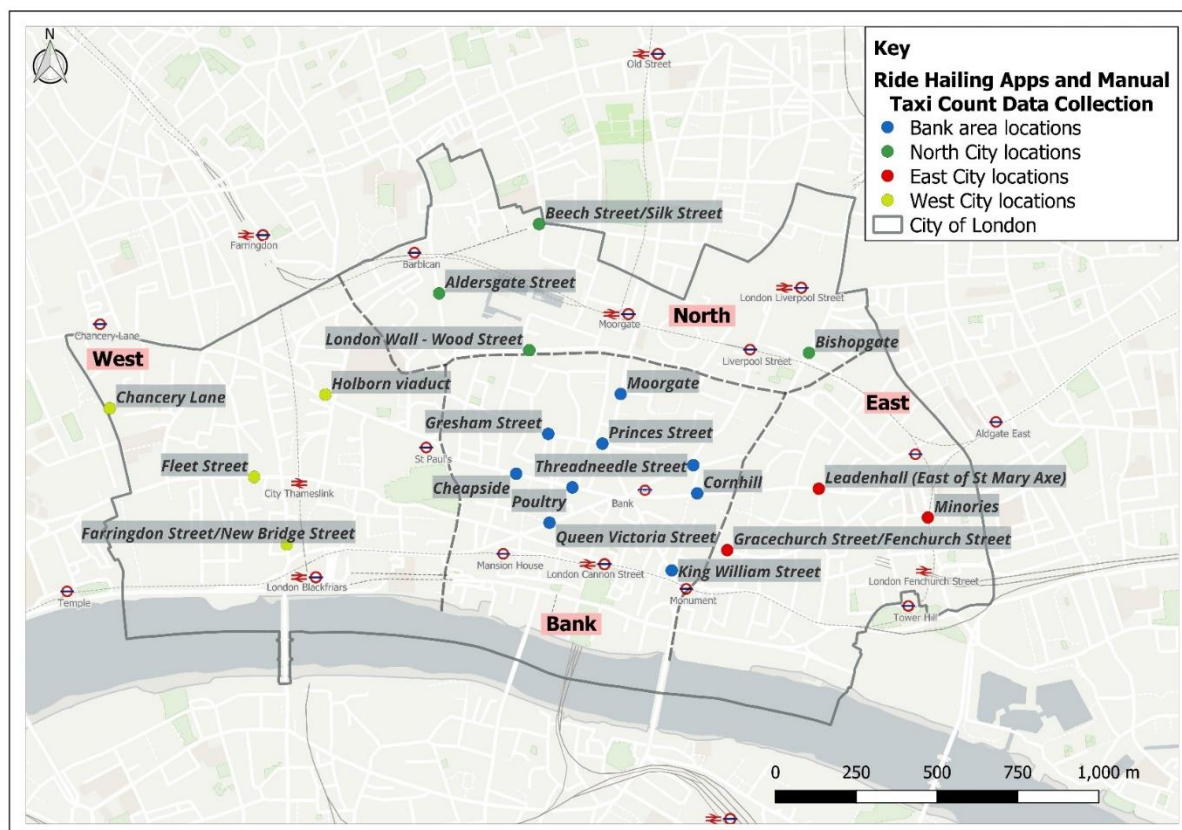 N
Key
Ride Hailing Apps and Manual
Taxi Count Data Collection
Bank area locations
North City locations
East City locations
West City locations
City of London
Old Street
Beech Street/Silk Street
Farringdon
Barbican
Aldersgate Street
London Liverpool Street
Moorgate
North
Chancery-Lane
London Wall - Wood Street
Liverpool Street
Bishopgate
West
Holborn viaduct
Moorgate
East
Chancery Lane
Gresham Street
Princes Street
Aldgate East
St Paul's
Fleet Street
City Thameslink
Threadneedle Street
Cheapside
Poultry
Bank
Cornhill
Leadenhall (East of St Mary Axe)
Minories
Farringdon Street/New Bridge Street
Queen Victoria Street
Gracechurch Street/Fenchurch Street
Mansion House
London Cannon Street
King William Street
London Fenchurch Street
London Blackfriars
Temple
Monument
Tower Hill
Bank
0 250 500 750 1,000 m